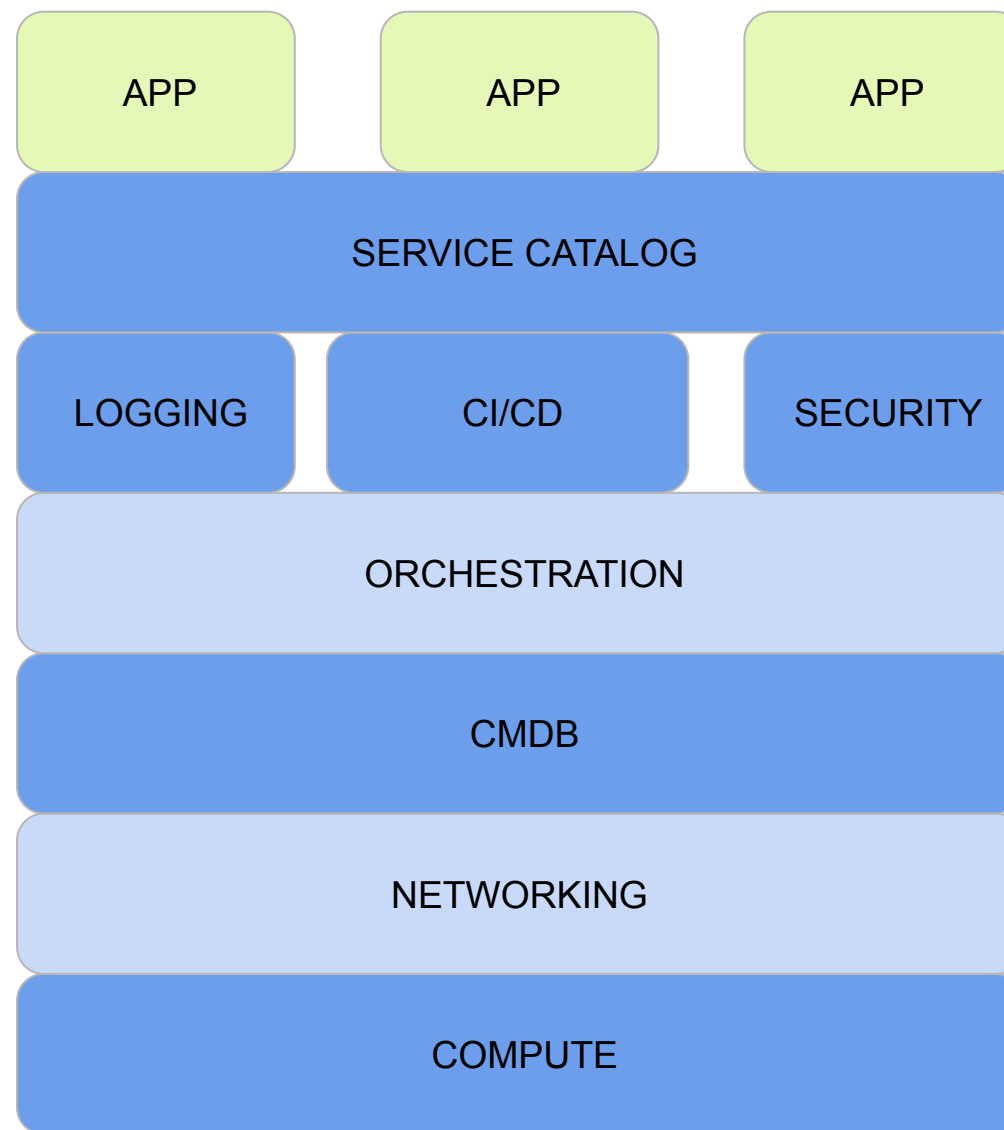 APP APP APP
SERVICE CATALOG
LOGGING CI/CD SECURITY
ORCHESTRATION
CMDB
NETWORKING
COMPUTE